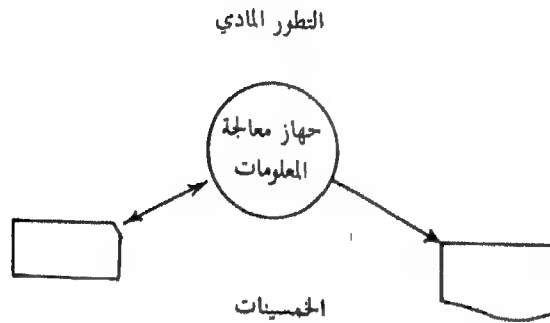 التطور المادي
جهاز معالجة
المعلومات
الخمسينات